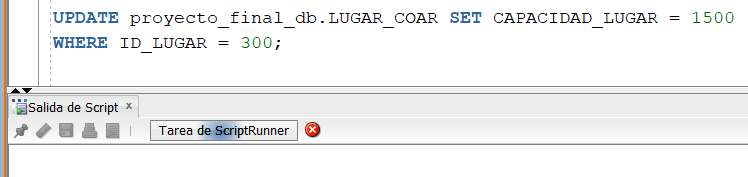 UPDATE proyecto_final_db.LUGAR_COAR SET CAPACIDAD_LUGAR = 1500
WHERE ID_LUGAR = 300;
Salida de Script x
Tarea de ScriptRunner